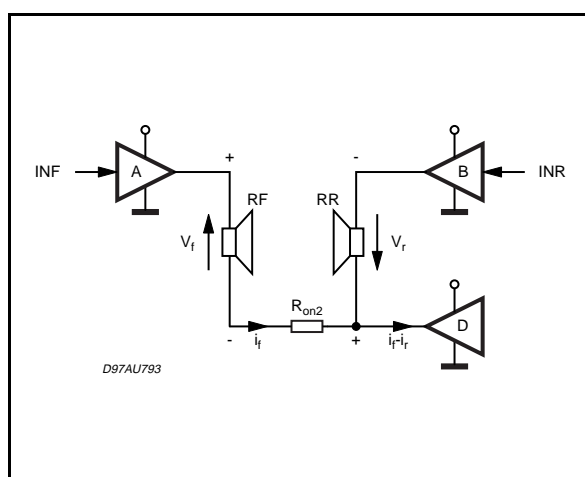 INF
A
+
-
B
INR
RF
RR
Vf
Vr
Ron2
D
-
if
+
if-ir
D97AU793